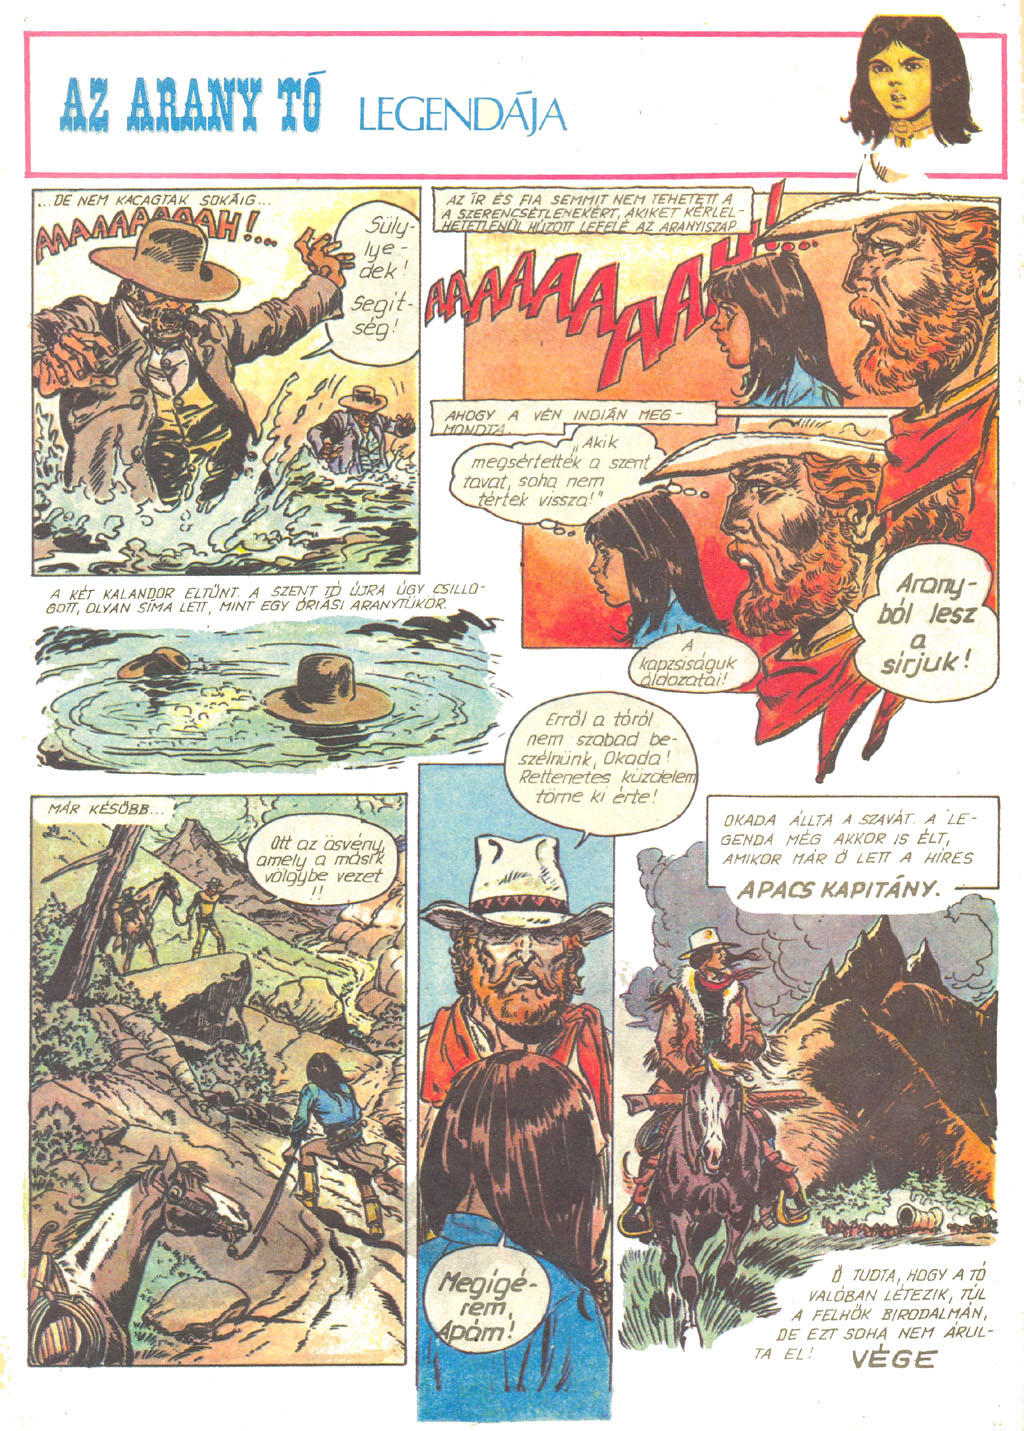 AZ ARANY TÓ LEGENDÁJA
...DE NEM KACAGTAK SOKÁIG...
AAAAAAAAAH!...
Süly-
lye-
dek!
Segit-
ség!
AZ ÍR ÉS FIA SEMMIT NEM TEHETETT A
A SZERENCSÉTLENEKÉRT, AKIKET KÉRLEL-
HETETLENÜL HÚZOTT LEFELÉ AZ ARANYISZAP.
AAAAAAAAAH!...
AHOGY A VÉN INDIÁN MEG-
MONDTA.
„Akik
megsértették a szent
tavat, soha nem
tértek vissza!"
A
kapzsiságuk
áldozatai!
Arany-
ból lesz
a
sirjuk!
A KÉT KALANDOR ELTŰNT. A SZENT TÓ ÚJRA ÚGY CSILLO-
GOTT, OLYAN SIMA LETT, MINT EGY ÓRIÁSI ARANYTÜKÖR.
MÁR KÉSŐBB...
Ott az ösvény,
amely a másik
völgybe vezet
!!
Erről a tóról
nem szabad be-
szélnünk, Okada!
Rettenetes küzdelem
törne ki érte!
Megígé-
rem,
Apám!
OKADA ÁLLTA A SZAVÁT. A LE-
GENDA MÉG AKKOR IS ÉLT,
AMIKOR MÁR Ő LETT A HÍRES
APACS KAPITÁNY.
Ő TUDTA, HOGY A TÓ
VALÓBAN LÉTEZIK, TÚL
A FELHŐK BIRODALMÁN,
DE EZT SOHA NEM ÁRUL-
TA EL! VÉGE